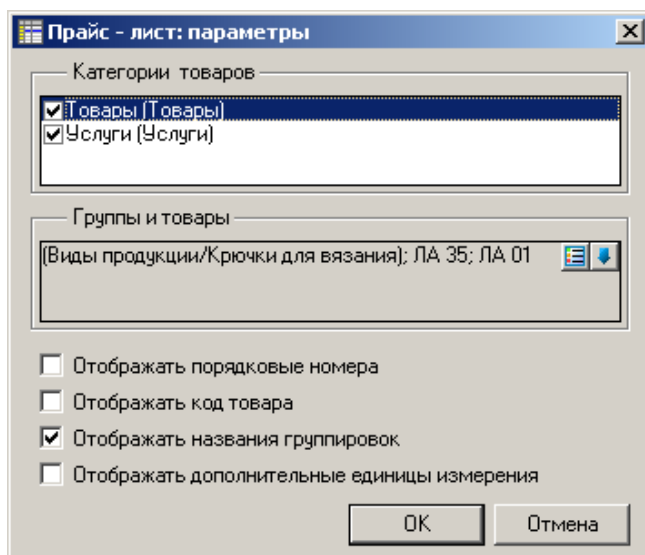 Прайс - лист: параметры
Категории товаров
Товары (Товары)
Услуги (Услуги)
Группы и товары
(Виды продукции/Крючки для вязания); ЛА 35; ЛА 01
Отображать порядковые номера
Отображать код товара
Отображать названия группировок
Отображать дополнительные единицы измерения
OK Отмена